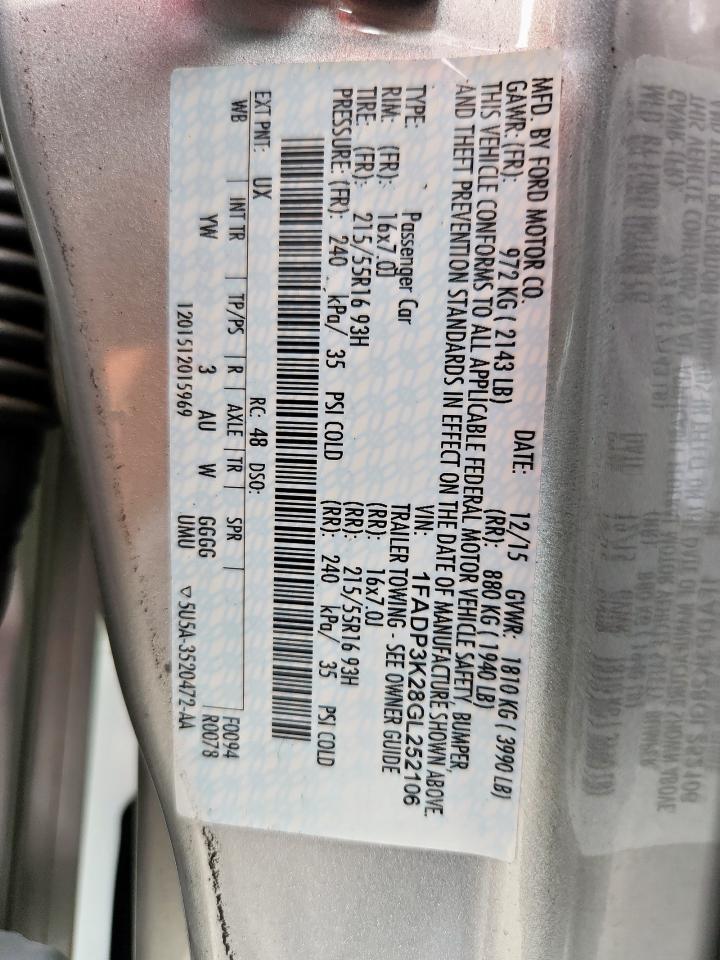 MFD. BY FORD MOTOR CO.
DATE: 12/15 GVWR: 1810 KG ( 3990 LB)
GAWR: (FR): 972 KG ( 2143 LB) (RR): 880 KG ( 1940 LB)
THIS VEHICLE CONFORMS TO ALL APPLICABLE FEDERAL MOTOR VEHICLE SAFETY, BUMPER,
AND THEFT PREVENTION STANDARDS IN EFFECT ON THE DATE OF MANUFACTURE SHOWN ABOVE.
VIN: 1FADP3K28GL252106
TYPE: Passenger Car TRAILER TOWING - SEE OWNER GUIDE
RIM: (FR): 16x7.0J (RR): 16x7.0J
TIRE: (FR): 215/55R16 93H (RR): 215/55R16 93H
PRESSURE: (FR): 240 kPa/ 35 PSI COLD (RR): 240 kPa/ 35 PSI COLD
EXT PNT: UX RC: 48 DSO:
WB INT TR TP/PS R AXLE TR SPR F0094
YW 3 AU W GGGG R0078
1201512015969 UMU ▽5U5A-3520472-AA